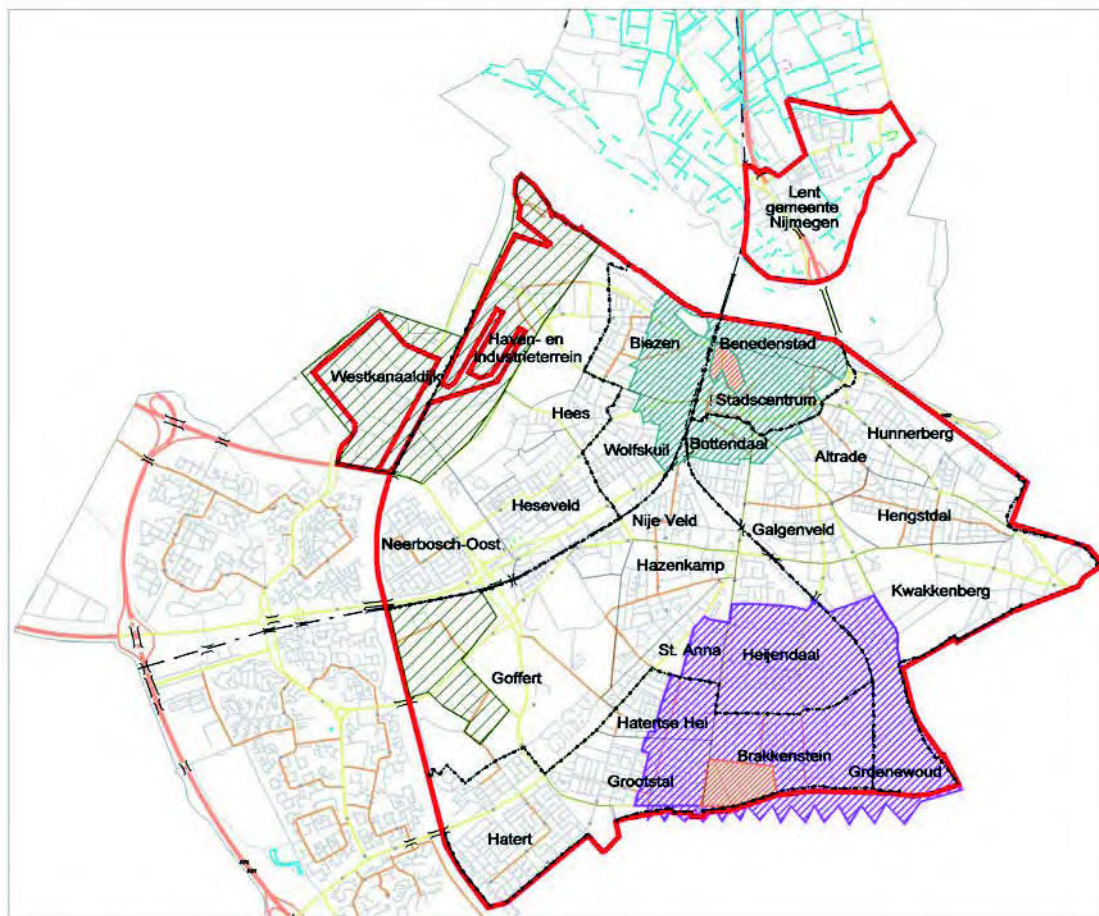 Lent
gemeente
Nijmegen
Biezen
Benedenstad
Haven- en
Industrieterrein
Westkanaaldijk
Stadscentrum
Hees
Hunnerberg
Wolfskuil
Bottendaal
Altrade
Heseveld
Hengstdal
Nije Veld
Galgenveld
Neerbosch-Oost
Hazenkamp
Kwakkenberg
St. Anna
Heijendaal
Goffert
Hatertse Hei
Brakkenstein
Groenewoud
Grootstal
Hatert